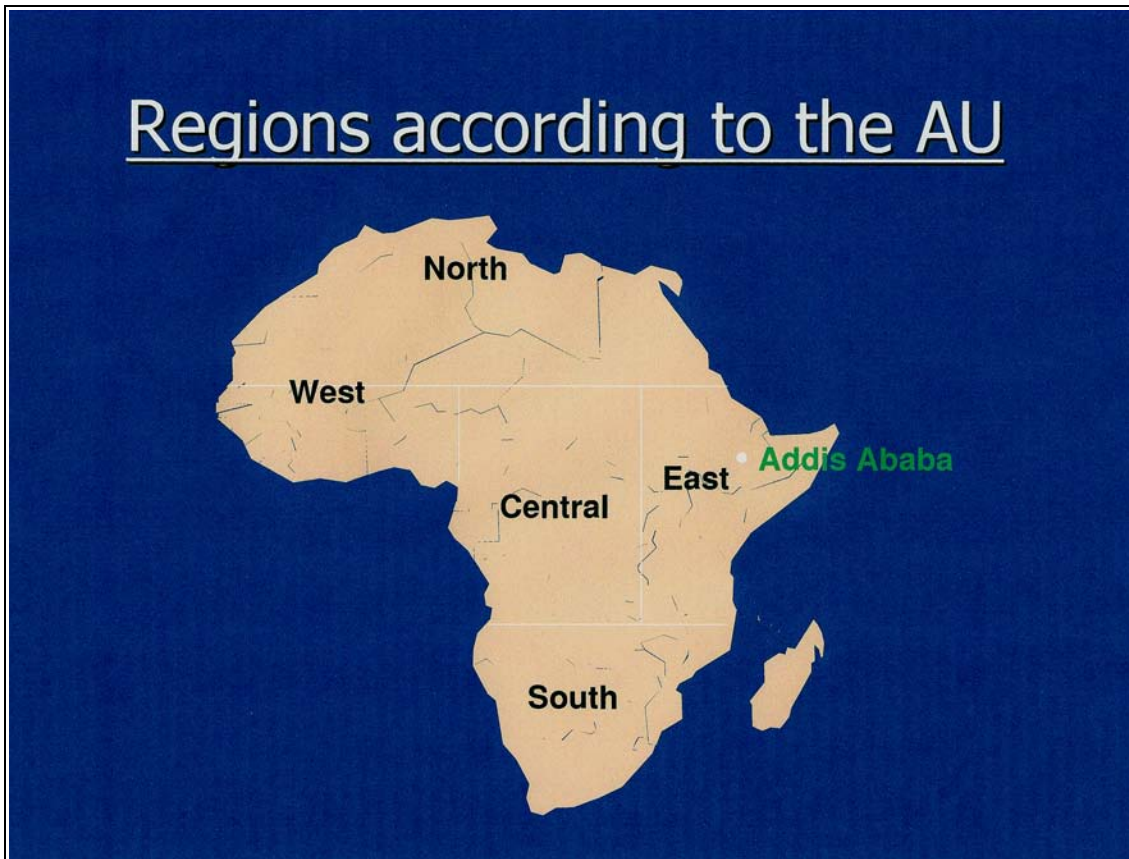 Regions according to the AU
North
West
Addis Ababa
East
Central
South